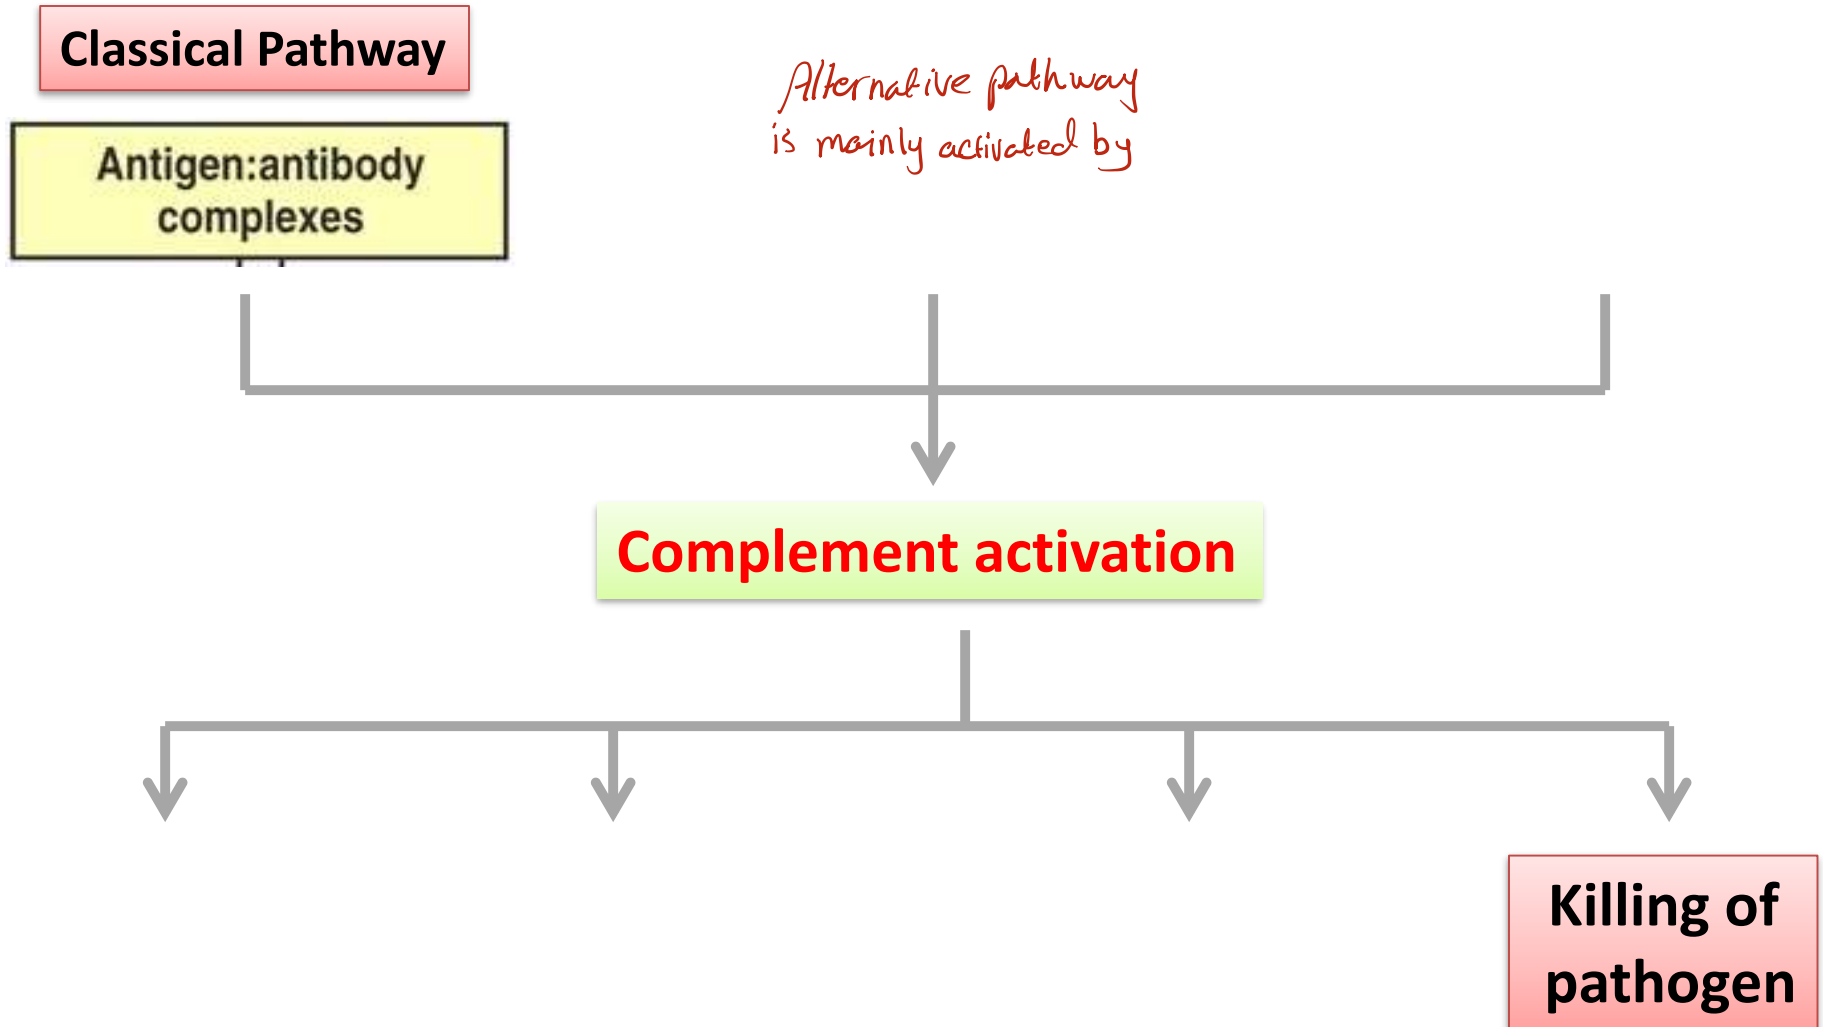 Classical Pathway
Antigen:antibody
complexes
Alternative pathway
is mainly activated by
Complement activation
Killing of
pathogen